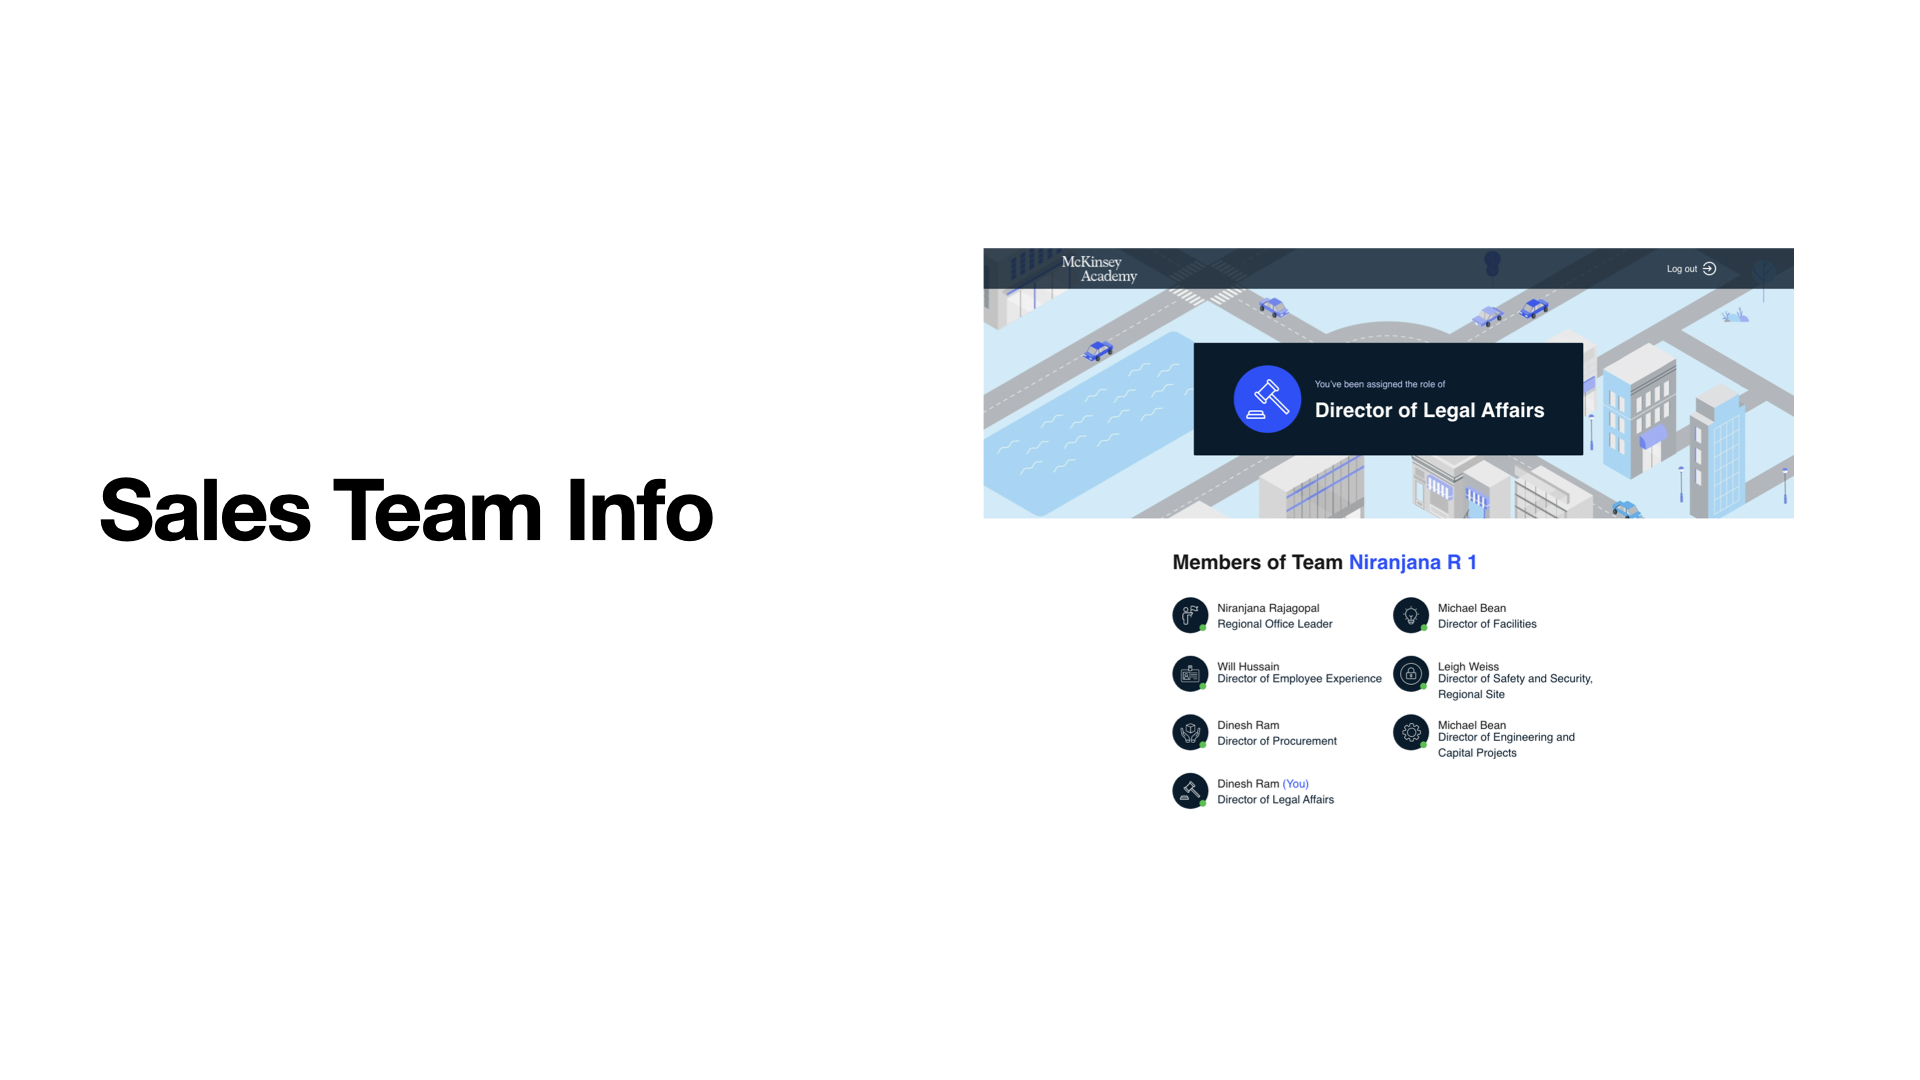 Sales Team Info
McKinsey
Academy
Log out
You've been assigned the role of
Director of Legal Affairs
Members of Team Niranjana R 1
Niranjana Rajagopal
Regional Office Leader
Michael Bean
Director of Facilities
Will Hussain
Director of Employee Experience
Leigh Weiss
Director of Safety and Security,
Regional Site
Dinesh Ram
Director of Procurement
Michael Bean
Director of Engineering and
Capital Projects
Dinesh Ram (You)
Director of Legal Affairs